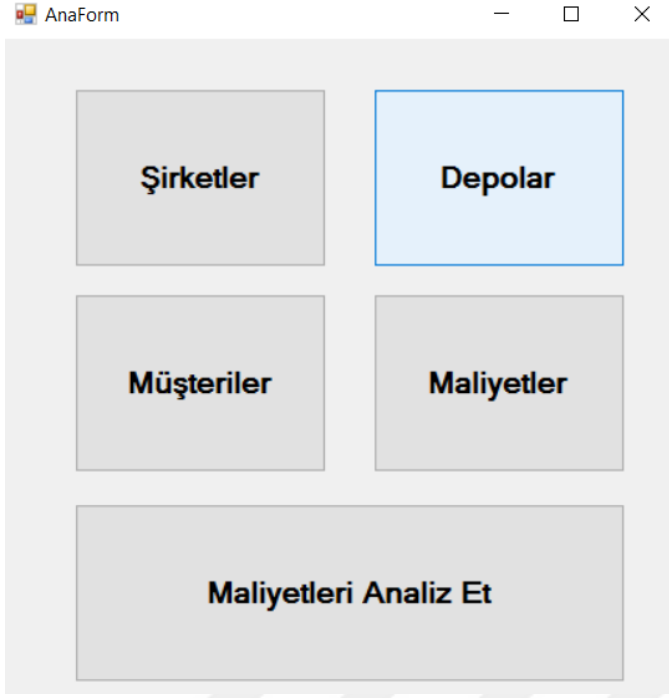 AnaForm
Şirketler
Depolar
Müşteriler
Maliyetler
Maliyetleri Analiz Et